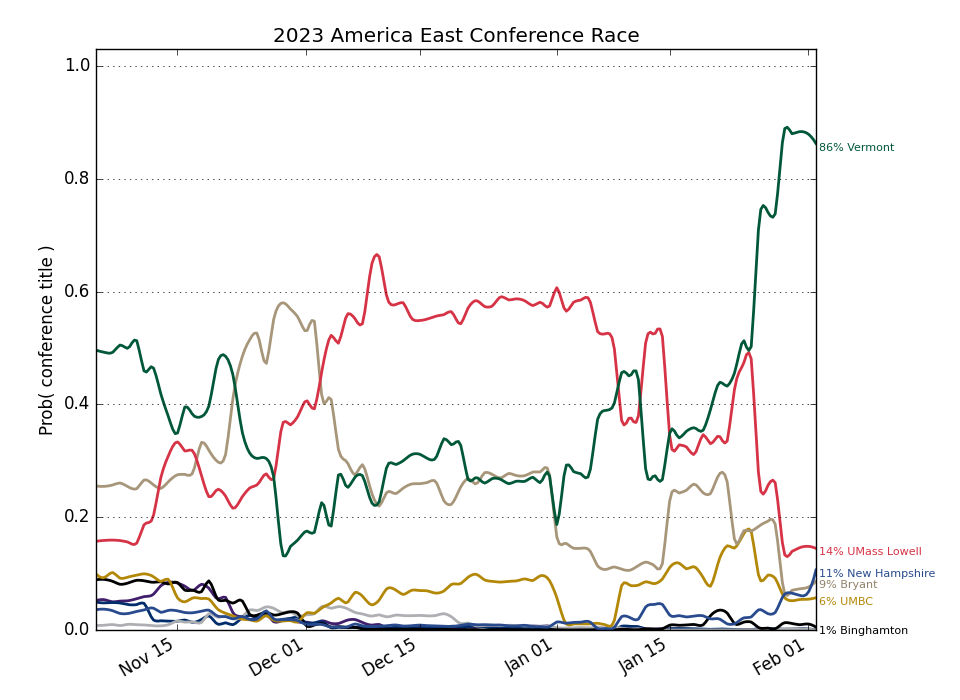 2023 America East Conference Race
1.0
0.8
0.6
0.4
0.2
0.0
Prob( conference title )
Nov 15
Dec 01
Dec 15
Jan 01
Jan 15
Feb 01
86% Vermont
14% UMass Lowell
11% New Hampshire
9% Bryant
6% UMBC
1% Binghamton